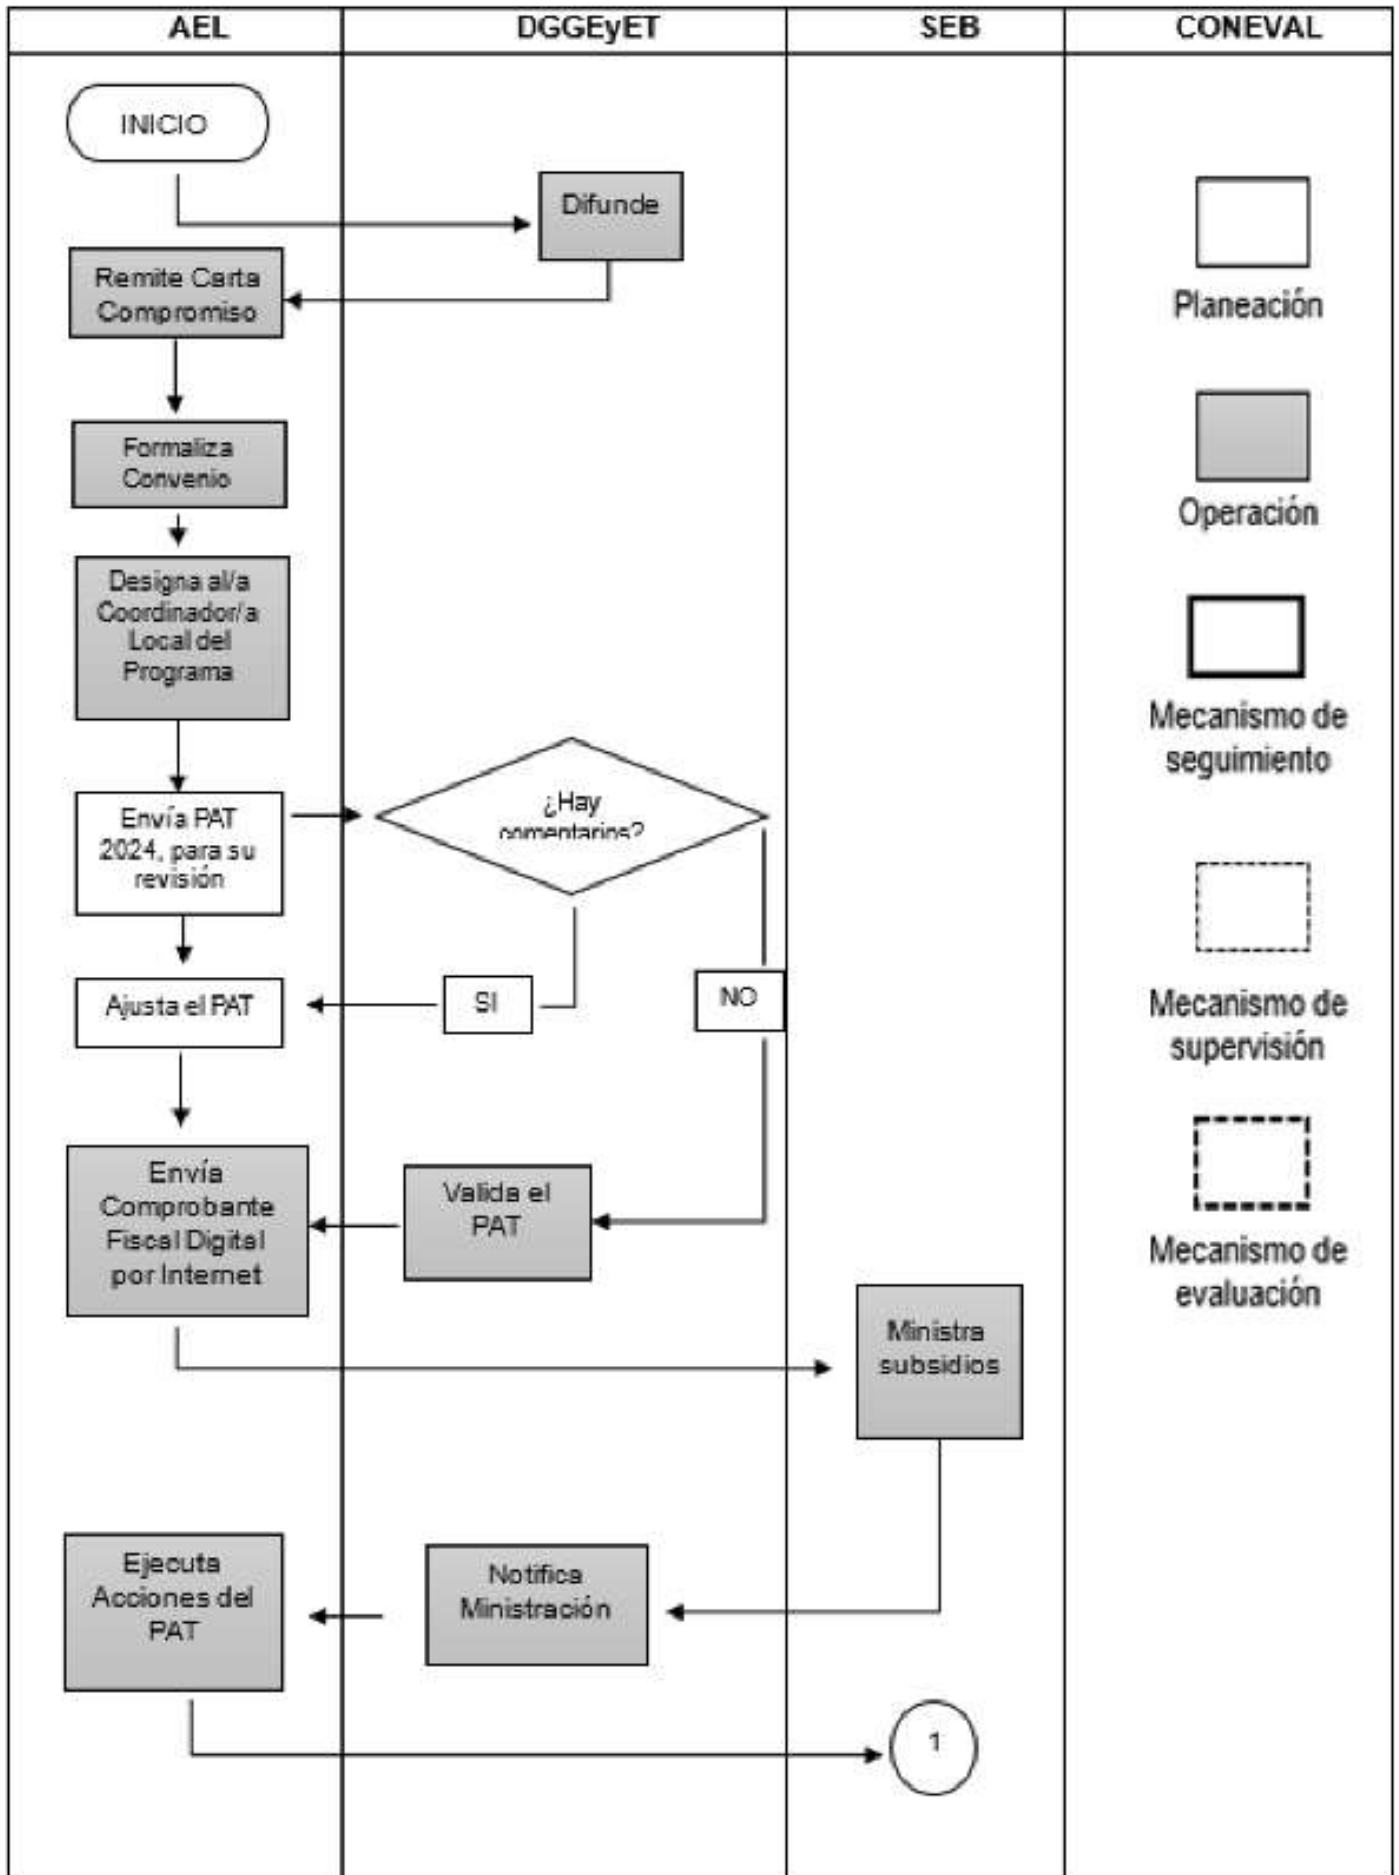 AEL
DGGEyET
SEB
CONEVAL
INICIO
Difunde
Remite Carta
Compromiso
Formaliza
Convenio
Designa al/a
Coordinador/a
Local del
Programa
Envía PAT
2024, para su
revisión
¿Hay
comentarios?
Ajusta el PAT
SI
NO
Envía
Comprobante
Fiscal Digital
por Internet
Valida el
PAT
Ministra
subsidios
Ejecuta
Acciones del
PAT
Notifica
Ministración
1
Planeación
Operación
Mecanismo de
seguimiento
Mecanismo de
supervisión
Mecanismo de
evaluación